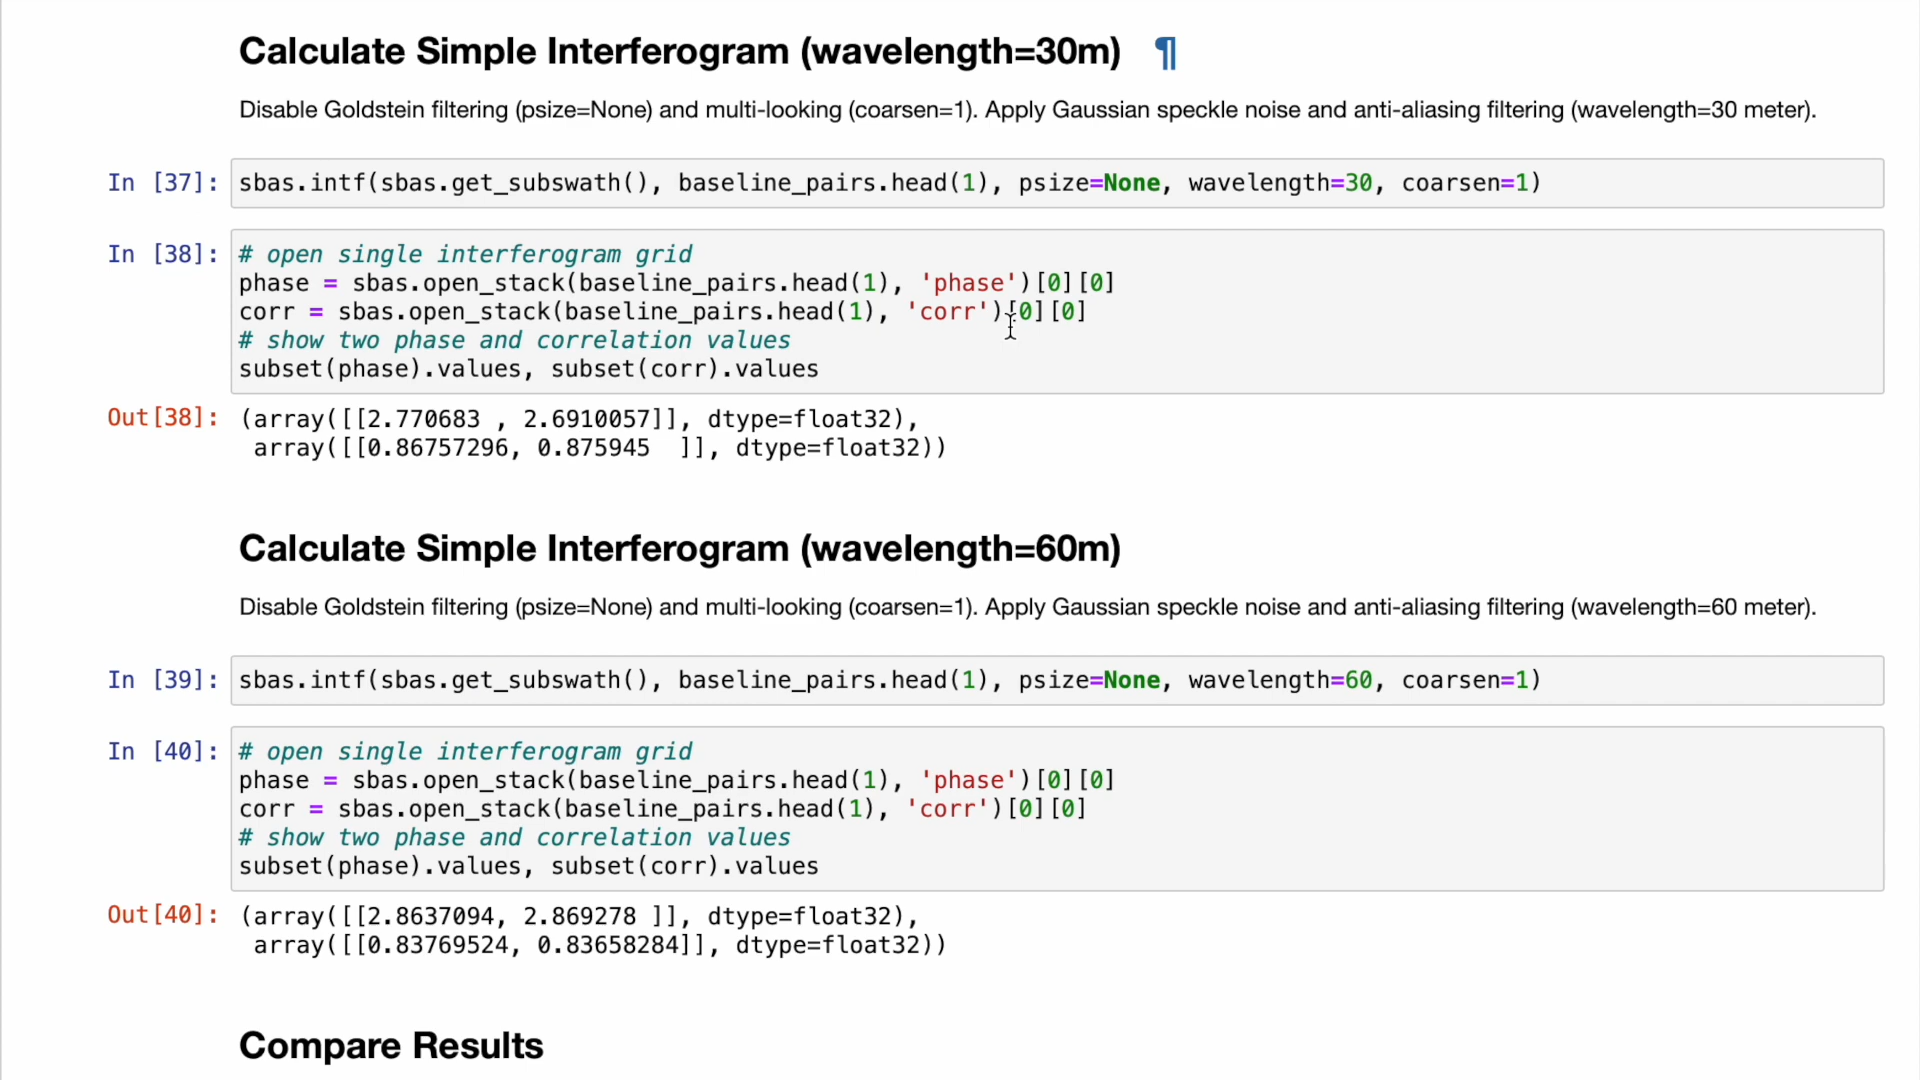 Calculate Simple Interferogram (wavelength=30m) ¶
Disable Goldstein filtering (psize=None) and multi-looking (coarsen=1). Apply Gaussian speckle noise and anti-aliasing filtering (wavelength=30 meter).
In [37]: sbas.intf(sbas.get_subswath(), baseline_pairs.head(1), psize=None, wavelength=30, coarsen=1)
In [38]: # open single interferogram grid
phase = sbas.open_stack(baseline_pairs.head(1), 'phase')[0][0]
corr = sbas.open_stack(baseline_pairs.head(1), 'corr')[0][0]
# show two phase and correlation values
subset(phase).values, subset(corr).values
Out[38]: (array([[2.770683 , 2.6910057]], dtype=float32),
array([[0.86757296, 0.875945  ]], dtype=float32))
Calculate Simple Interferogram (wavelength=60m)
Disable Goldstein filtering (psize=None) and multi-looking (coarsen=1). Apply Gaussian speckle noise and anti-aliasing filtering (wavelength=60 meter).
In [39]: sbas.intf(sbas.get_subswath(), baseline_pairs.head(1), psize=None, wavelength=60, coarsen=1)
In [40]: # open single interferogram grid
phase = sbas.open_stack(baseline_pairs.head(1), 'phase')[0][0]
corr = sbas.open_stack(baseline_pairs.head(1), 'corr')[0][0]
# show two phase and correlation values
subset(phase).values, subset(corr).values
Out[40]: (array([[2.8637094, 2.869278 ]], dtype=float32),
array([[0.83769524, 0.83658284]], dtype=float32))
Compare Results